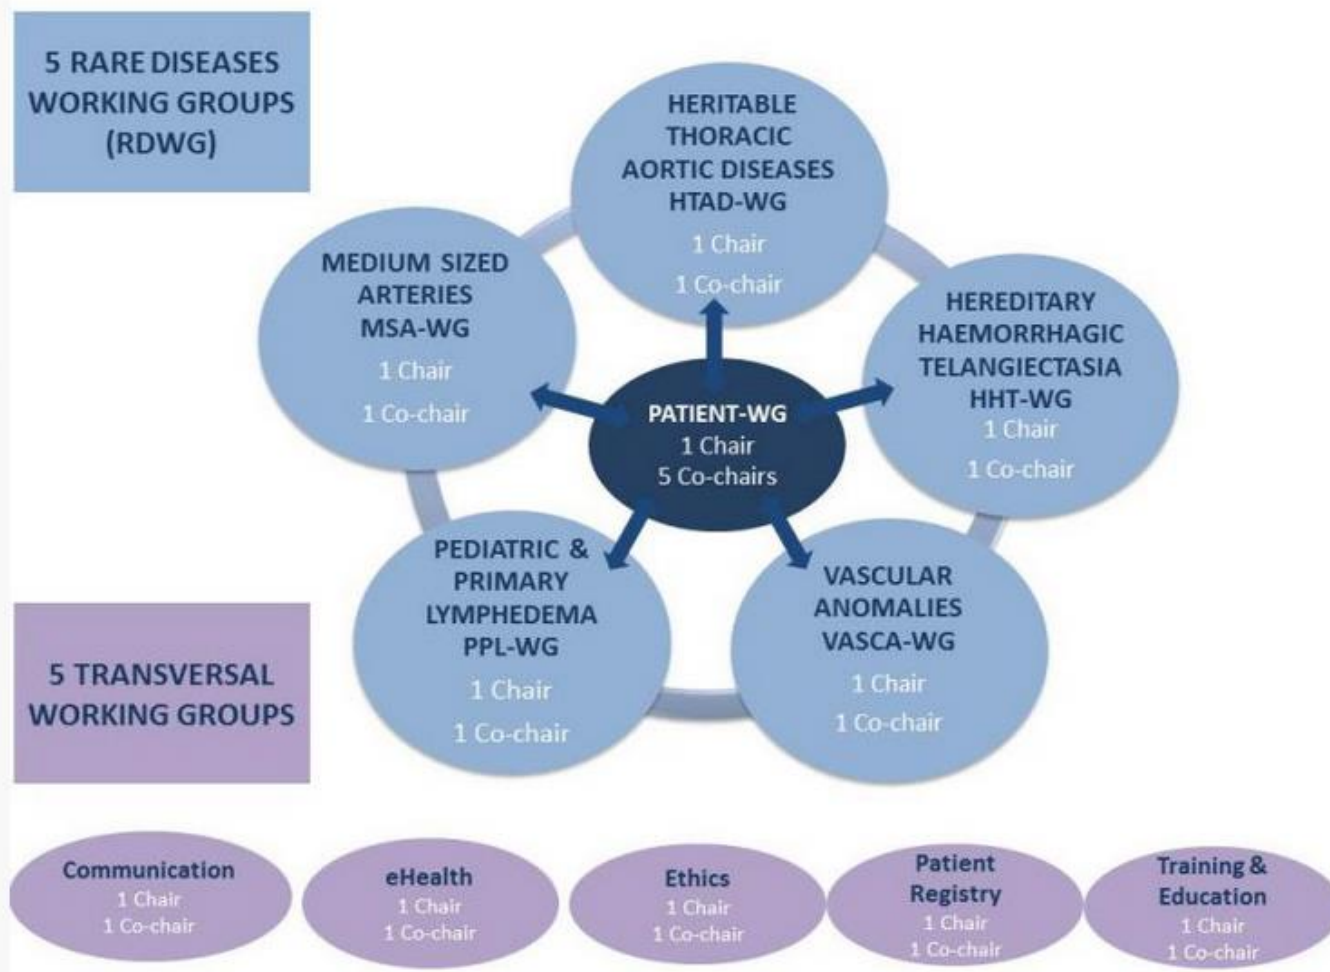 5 RARE DISEASES
WORKING GROUPS
(RDWG)
HERITABLE
THORACIC
AORTIC DISEASES
HTAD-WG
1 Chair
1 Co-chair
MEDIUM SIZED
ARTERIES
MSA-WG
1 Chair
1 Co-chair
HEREDITARY
HAEMORRHAGIC
TELANGIECTASIA
HHT-WG
1 Chair
1 Co-chair
PATIENT-WG
1 Chair
5 Co-chairs
PEDIATRIC &
PRIMARY
LYMPHEDEMA
PPL-WG
1 Chair
1 Co-chair
VASCULAR
ANOMALIES
VASCA-WG
1 Chair
1 Co-chair
5 TRANSVERSAL
WORKING GROUPS
Communication
1 Chair
1 Co-chair
eHealth
1 Chair
1 Co-chair
Ethics
1 Chair
1 Co-chair
Patient
Registry
1 Chair
1 Co-chair
Training &
Education
1 Chair
1 Co-chair